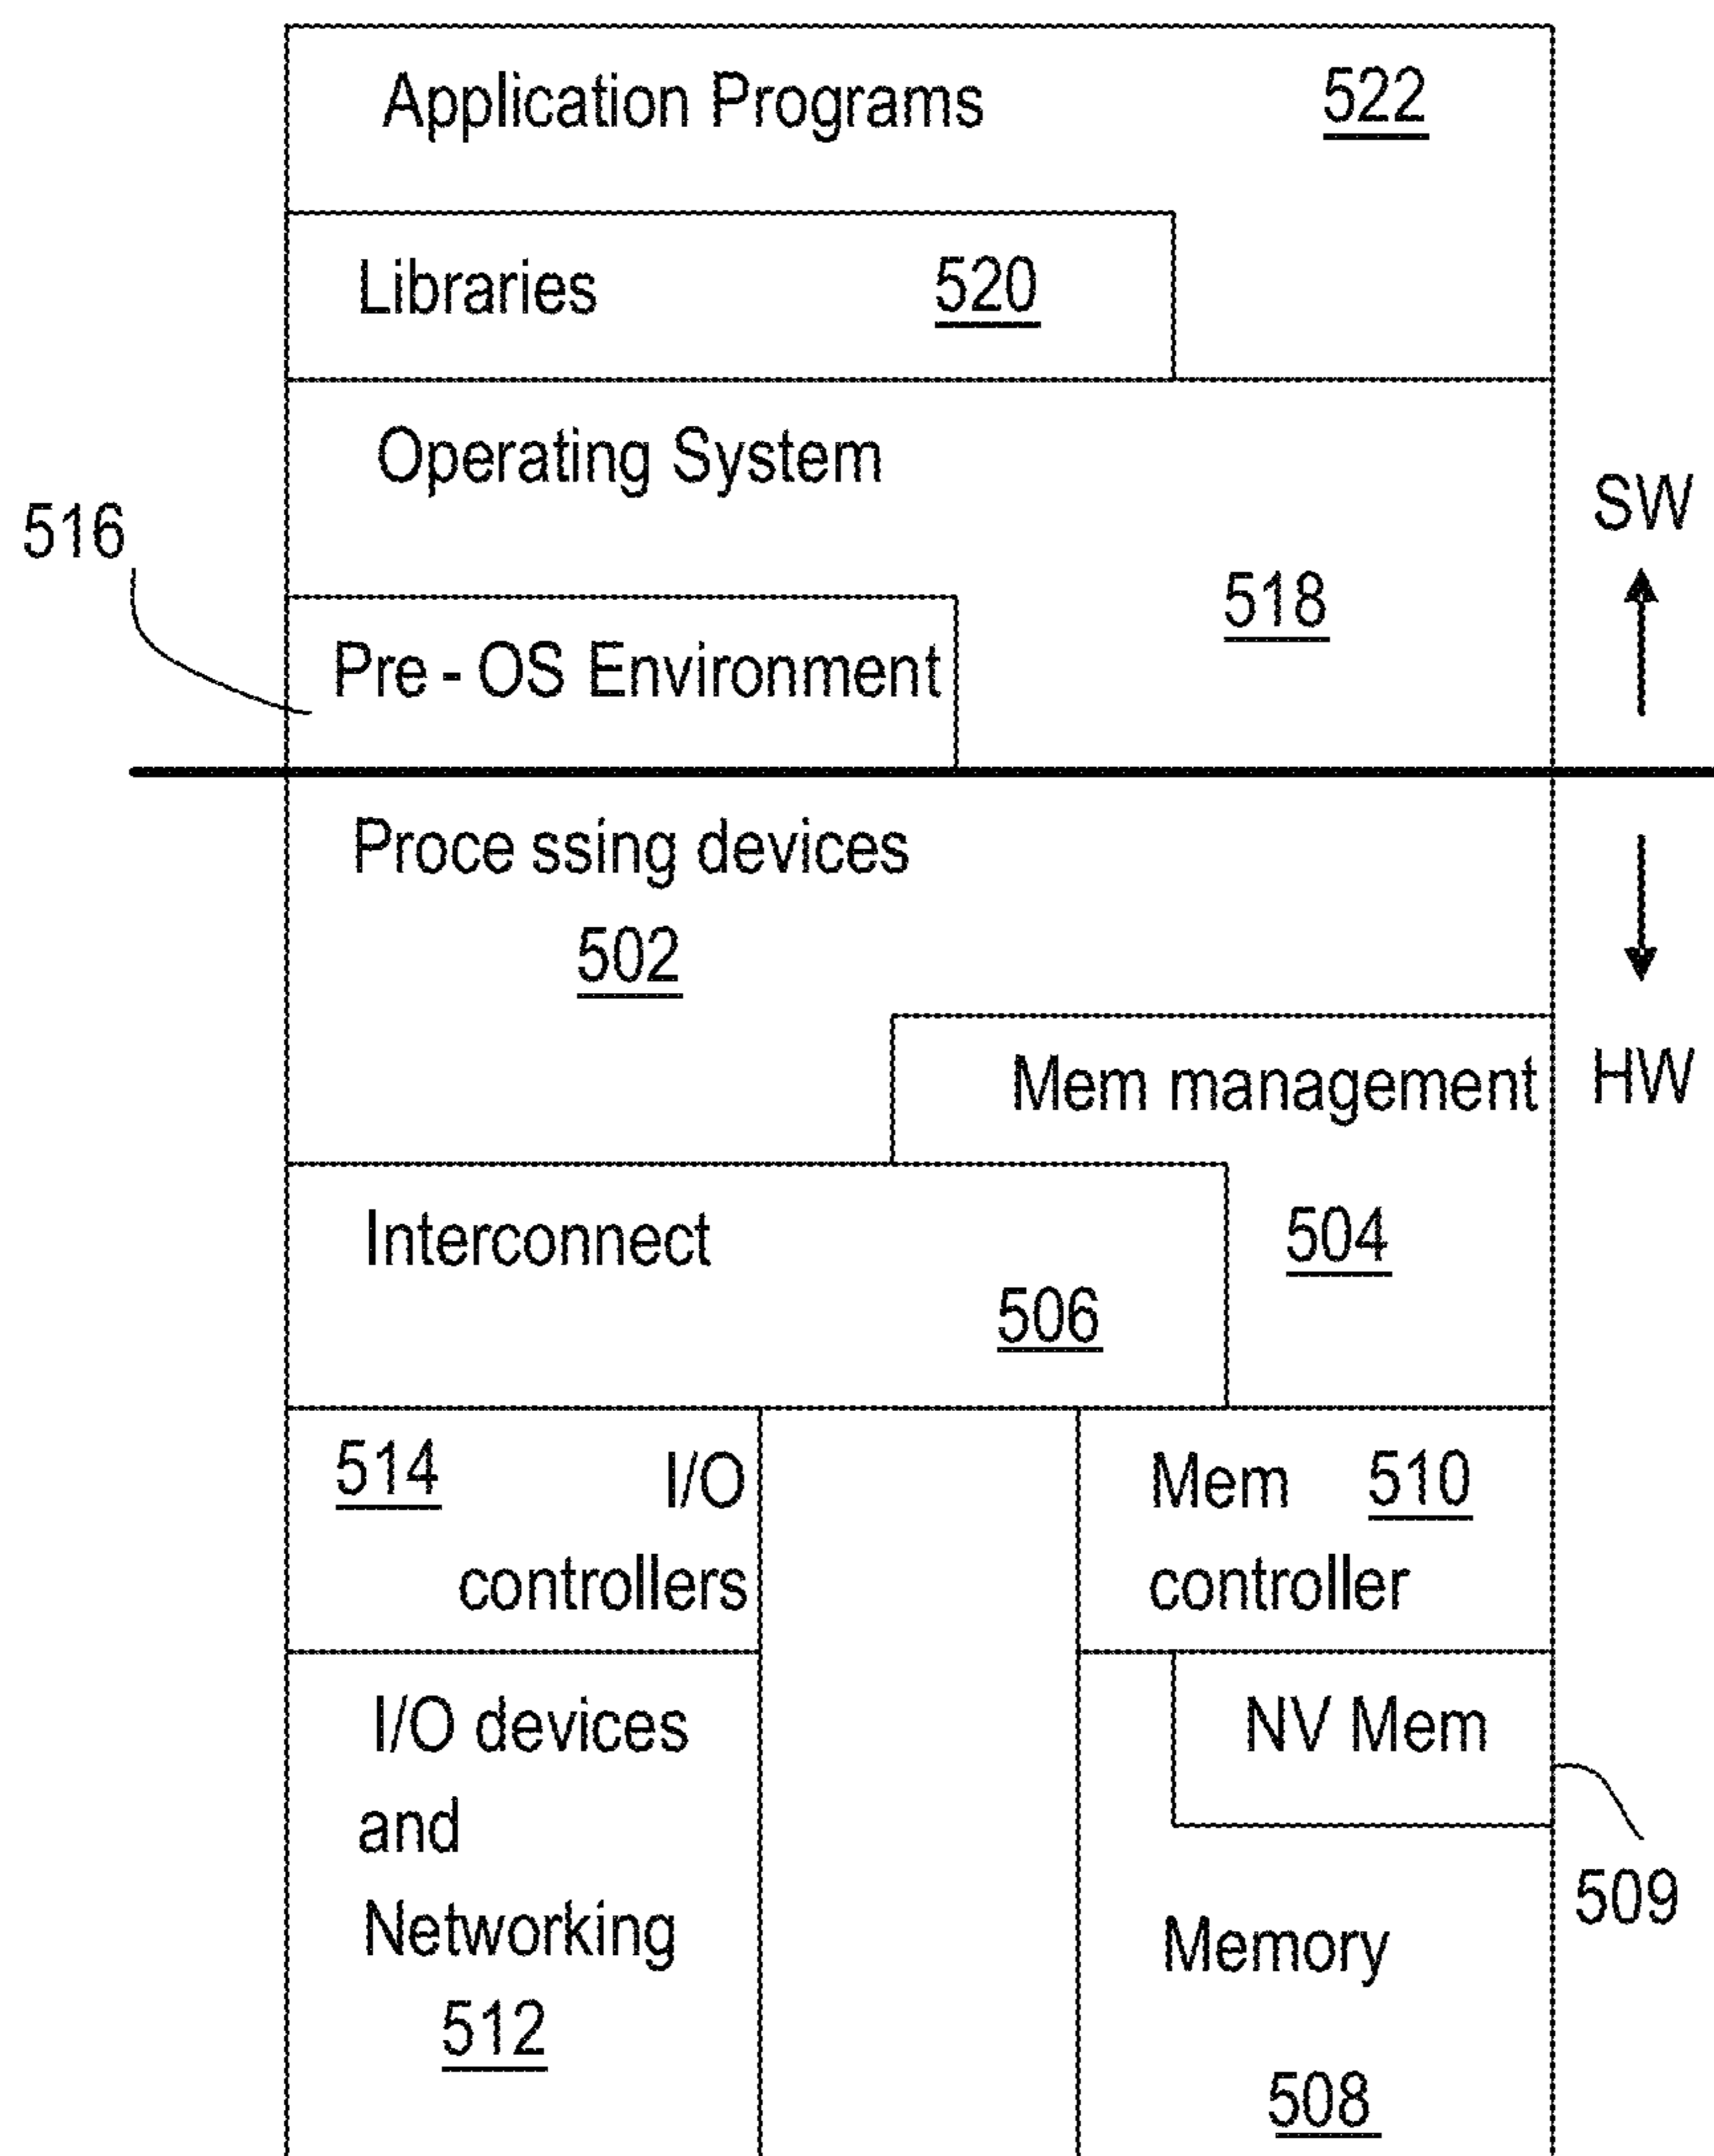 Application Programs 522
Libraries 520
Operating System
SW
516
518
Pre - OS Environment
Proce ssing devices
502
HW
Mem management
Interconnect 504
506
514 I/O
controllers
Mem 510
controller
I/O devices
and
Networking
512
NV Mem
509
Memory
508